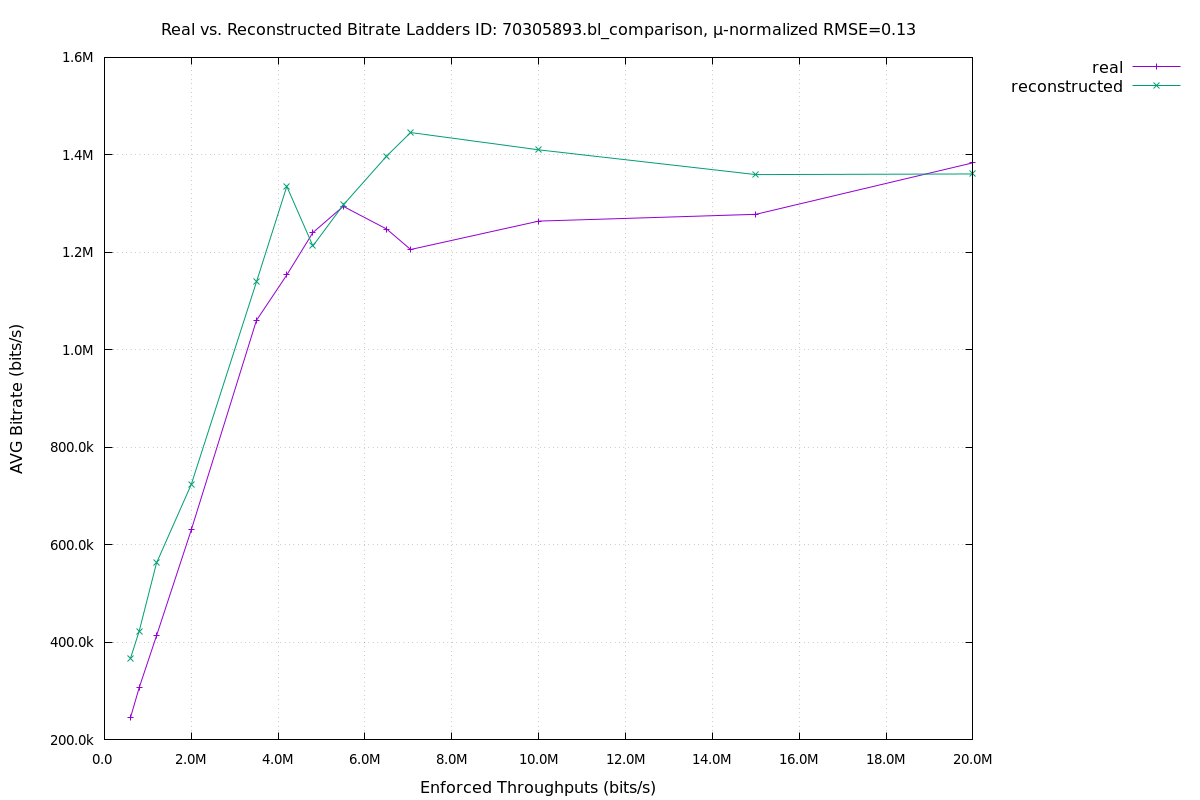 Real vs. Reconstructed Bitrate Ladders ID: 70305893.bl_comparison, µ-normalized RMSE=0.13
real
reconstructed
1.6M
1.4M
1.2M
1.0M
800.0k
600.0k
400.0k
200.0k
AVG Bitrate (bits/s)
0.0 2.0M 4.0M 6.0M 8.0M 10.0M 12.0M 14.0M 16.0M 18.0M 20.0M
Enforced Throughputs (bits/s)